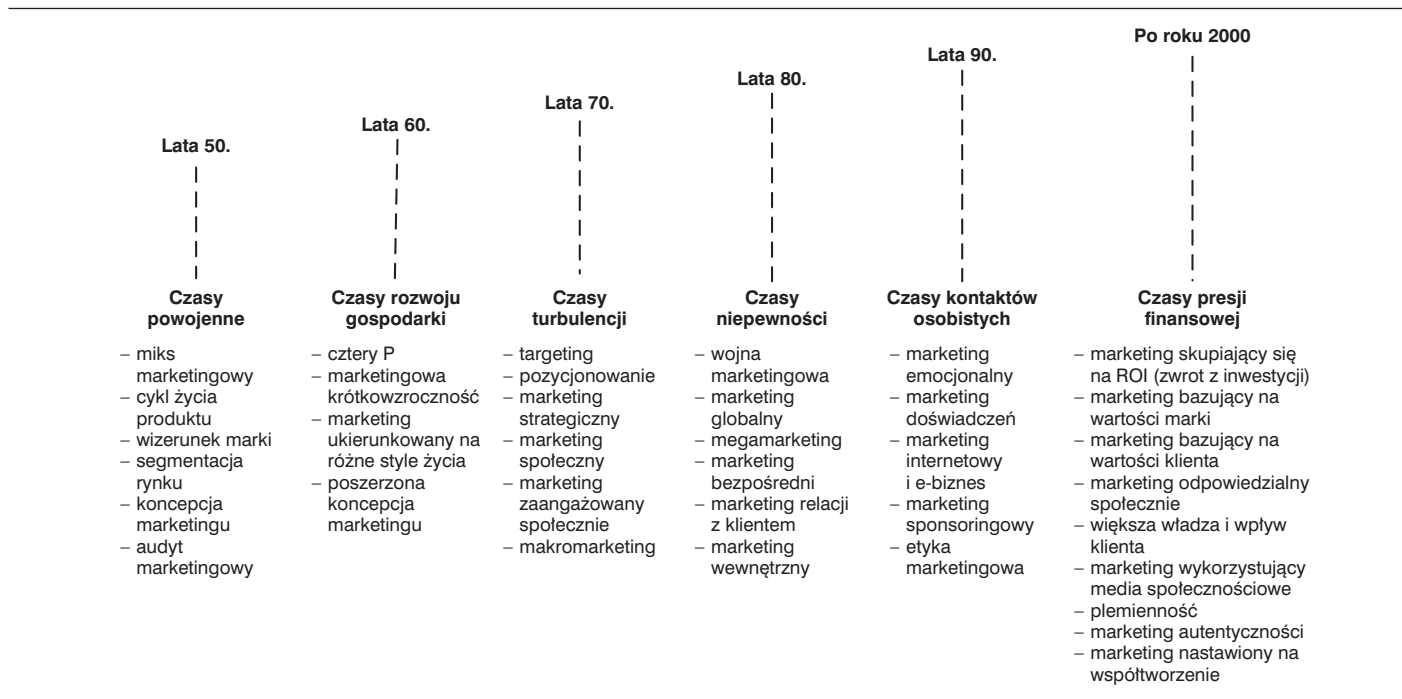 Lata 50.
Czasy
powojenne
– miks
marketingowy
– cykl życia
produktu
– wizerunek marki
– segmentacja
rynku
– koncepcja
marketingu
– audyt
marketingowy
Lata 60.
Czasy rozwoju
gospodarki
– cztery P
– marketingowa
krótkowzroczność
– marketing
ukierunkowany na
różne style życia
– poszerzona
koncepcja
marketingu
Lata 70.
Czasy
turbulencji
– targeting
– pozycjonowanie
– marketing
strategiczny
– marketing
społeczny
– marketing
zaangażowany
społecznie
– makromarketing
Lata 80.
Czasy
niepewności
– wojna
marketingowa
– marketing
globalny
– megamarketing
– marketing
bezpośredni
– marketing relacji
z klientem
– marketing
wewnętrzny
Lata 90.
Czasy kontaktów
osobistych
– marketing
emocjonalny
– marketing
doświadczeń
– marketing
internetowy
i e-biznes
– marketing
sponsoringowy
– etyka
marketingowa
Po roku 2000
Czasy presji
finansowej
– marketing skupiający się
na ROI (zwrot z inwestycji)
– marketing bazujący na
wartości marki
– marketing bazujący na
wartości klienta
– marketing odpowiedzialny
społecznie
– większa władza i wpływ
klienta
– marketing wykorzystujący
media społecznościowe
– plemienność
– marketing autentyczności
– marketing nastawiony na
współtworzenie